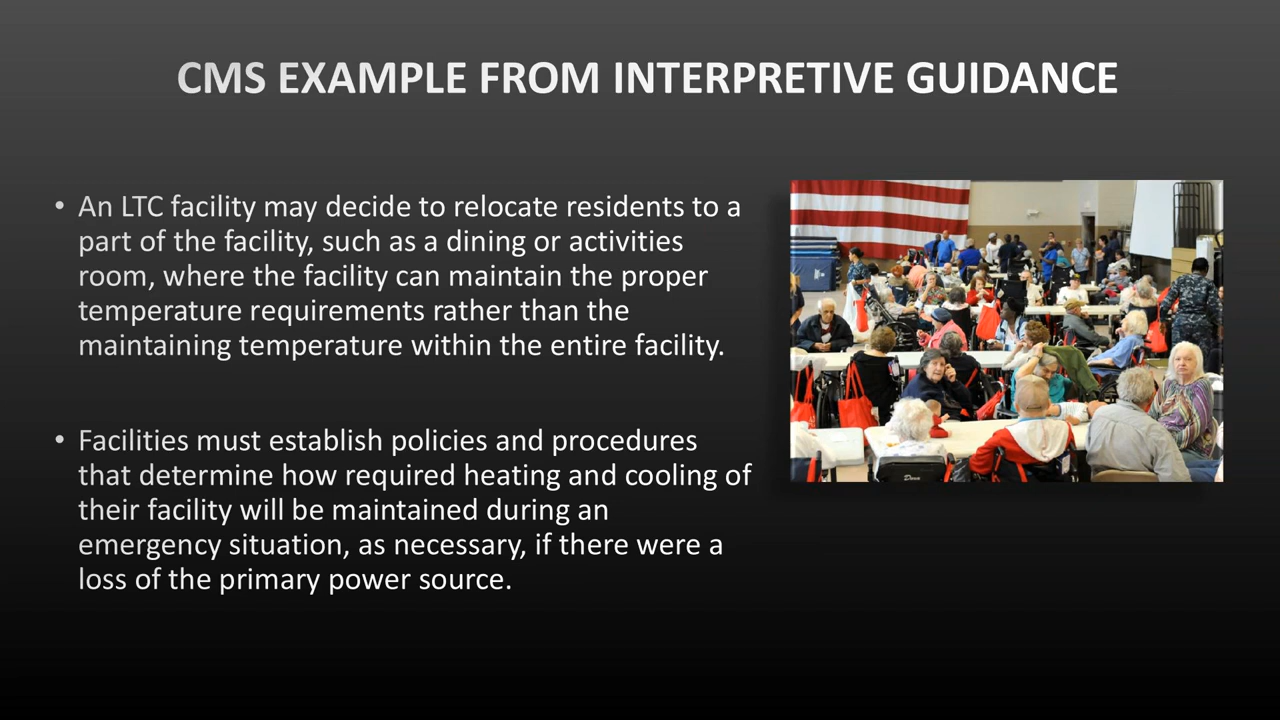 CMS EXAMPLE FROM INTERPRETIVE GUIDANCE
• An LTC facility may decide to relocate residents to a
part of the facility, such as a dining or activities
room, where the facility can maintain the proper
temperature requirements rather than the
maintaining temperature within the entire facility.
• Facilities must establish policies and procedures
that determine how required heating and cooling of
their facility will be maintained during an
emergency situation, as necessary, if there were a
loss of the primary power source.